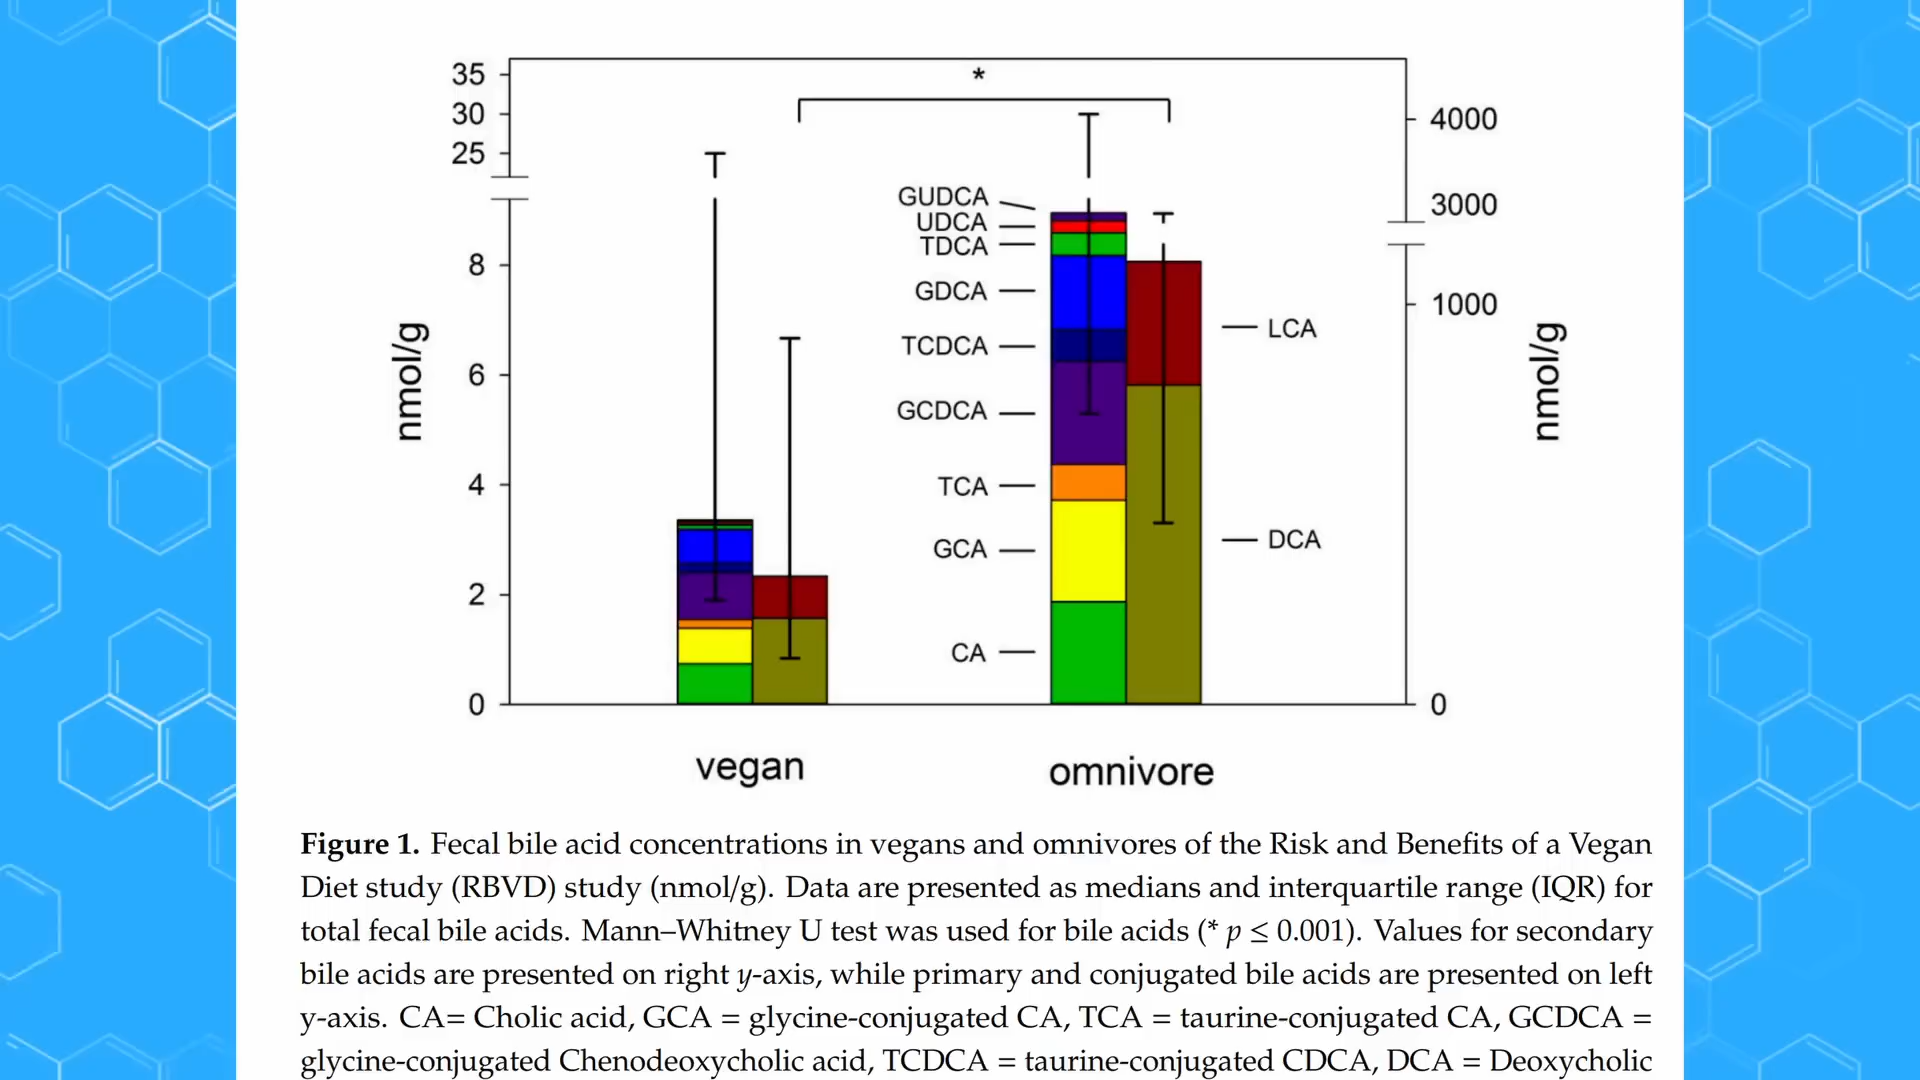 *
35
30
25
8
6
4
2
0
nmol/g
4000
3000
1000
0
nmol/g
GUDCA
UDCA
TDCA
GDCA
TCDCA
GCDCA
TCA
GCA
CA
LCA
DCA
vegan
omnivore
Figure 1. Fecal bile acid concentrations in vegans and omnivores of the Risk and Benefits of a Vegan
Diet study (RBVD) study (nmol/g). Data are presented as medians and interquartile range (IQR) for
total fecal bile acids. Mann–Whitney U test was used for bile acids (* p ≤ 0.001). Values for secondary
bile acids are presented on right y-axis, while primary and conjugated bile acids are presented on left
y-axis. CA= Cholic acid, GCA = glycine-conjugated CA, TCA = taurine-conjugated CA, GCDCA =
glycine-conjugated Chenodeoxycholic acid, TCDCA = taurine-conjugated CDCA, DCA = Deoxycholic